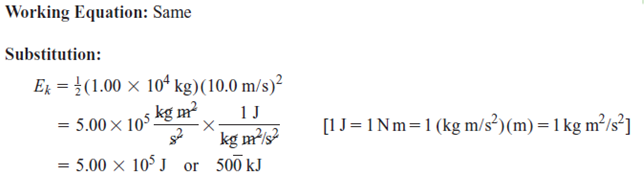 Working Equation: Same
Substitution:
Eₖ = ½(1.00 × 10⁴ kg)(10.0 m/s)²
= 5.00 × 10⁵ kg m²/s² × 1 J/kg m²/s² [1 J = 1 N m = 1 (kg m/s²)(m) = 1 kg m²/s²]
= 5.00 × 10⁵ J or 500̅ kJ